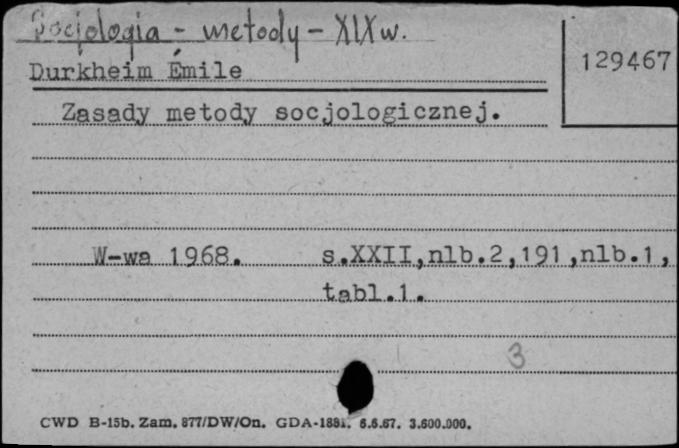 Socjologia - metody - XIX w.
129467
Durkheim Émile
Zasady metody socjologicznej.
W-wa 1968. s.XXII,nlb.2,191,nlb.1,
tabl.1.
3
CWD B-15b. Zam. 877/DW/On. GDA-1881. 6.6.67. 3.600.000.